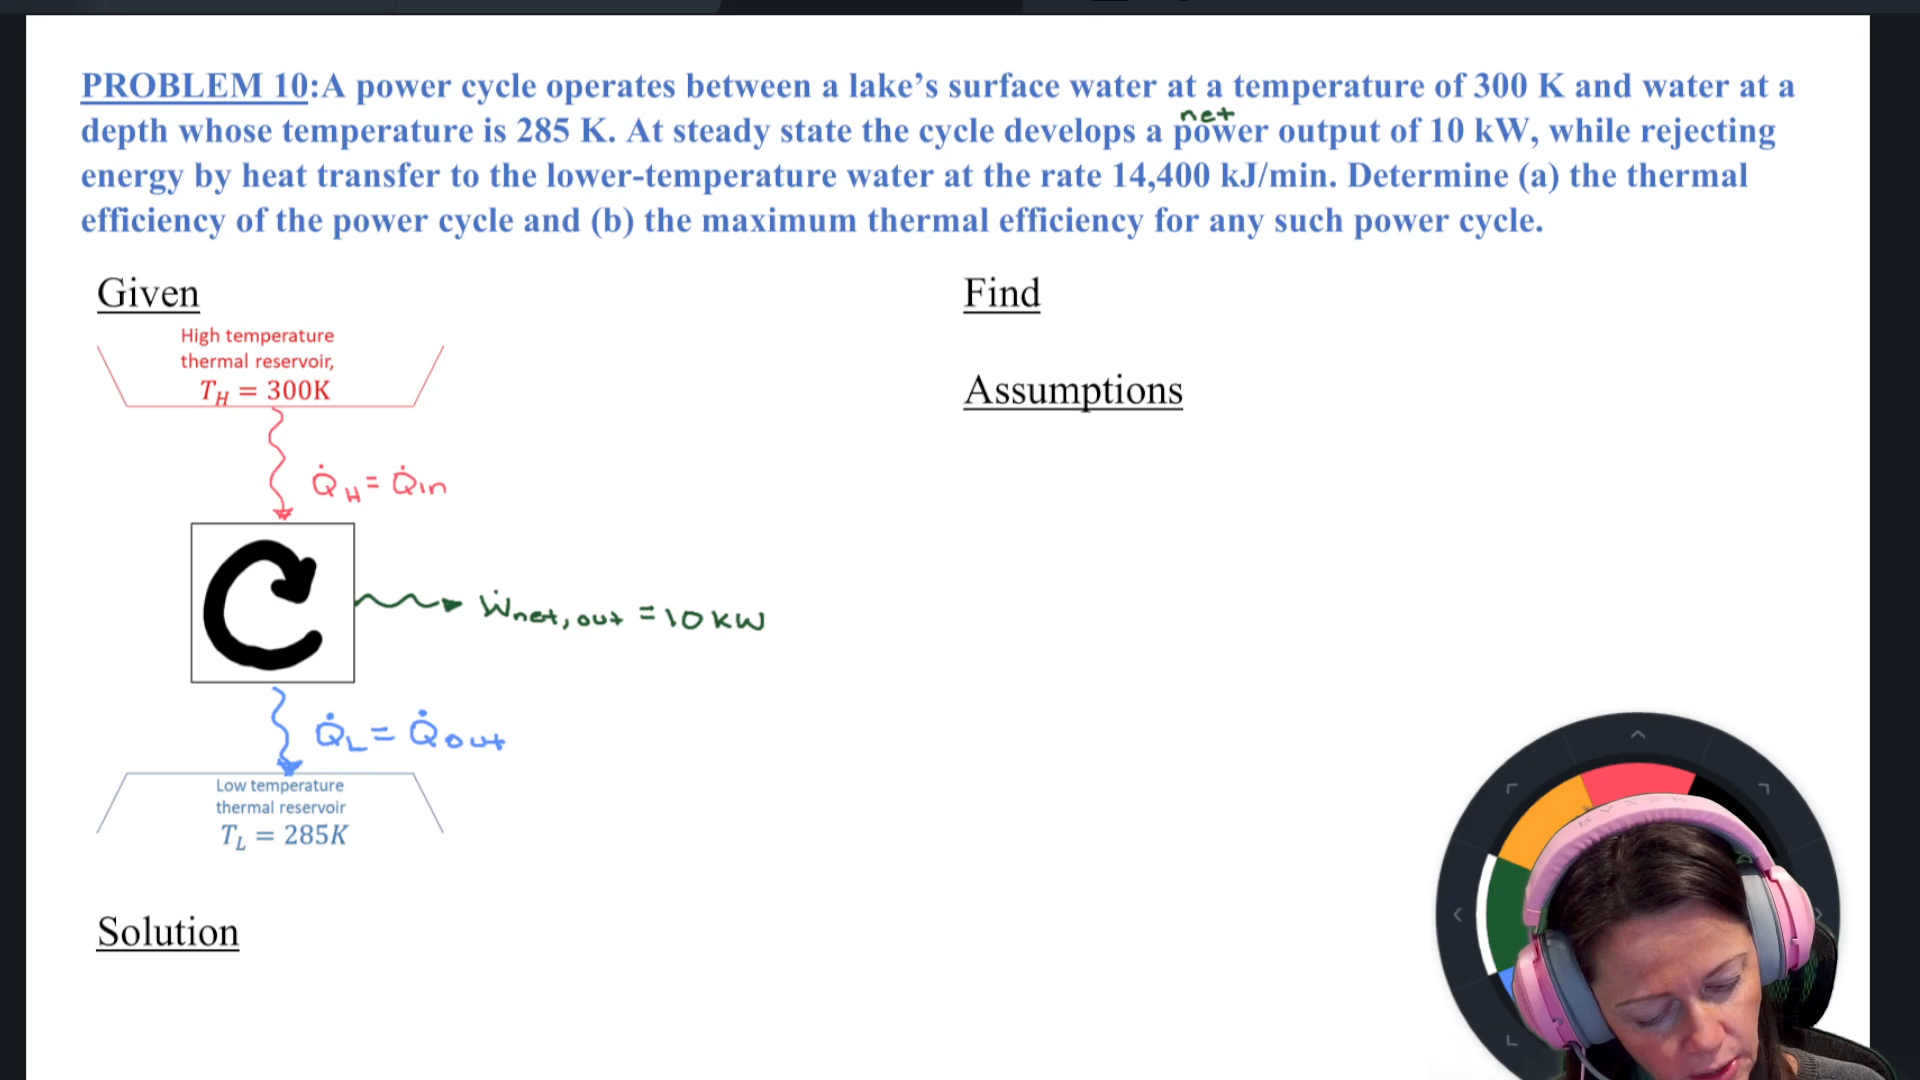 PROBLEM 10:A power cycle operates between a lake’s surface water at a temperature of 300 K and water at a
net
depth whose temperature is 285 K. At steady state the cycle develops a power output of 10 kW, while rejecting
energy by heat transfer to the lower-temperature water at the rate 14,400 kJ/min. Determine (a) the thermal
efficiency of the power cycle and (b) the maximum thermal efficiency for any such power cycle.
Given
Find
High temperature
thermal reservoir,
T_H = 300K
Assumptions
Q̇_H = Q̇in
Ẇnet, out = 10 kW
Q̇_L = Q̇out
Low temperature
thermal reservoir
T_L = 285K
Solution